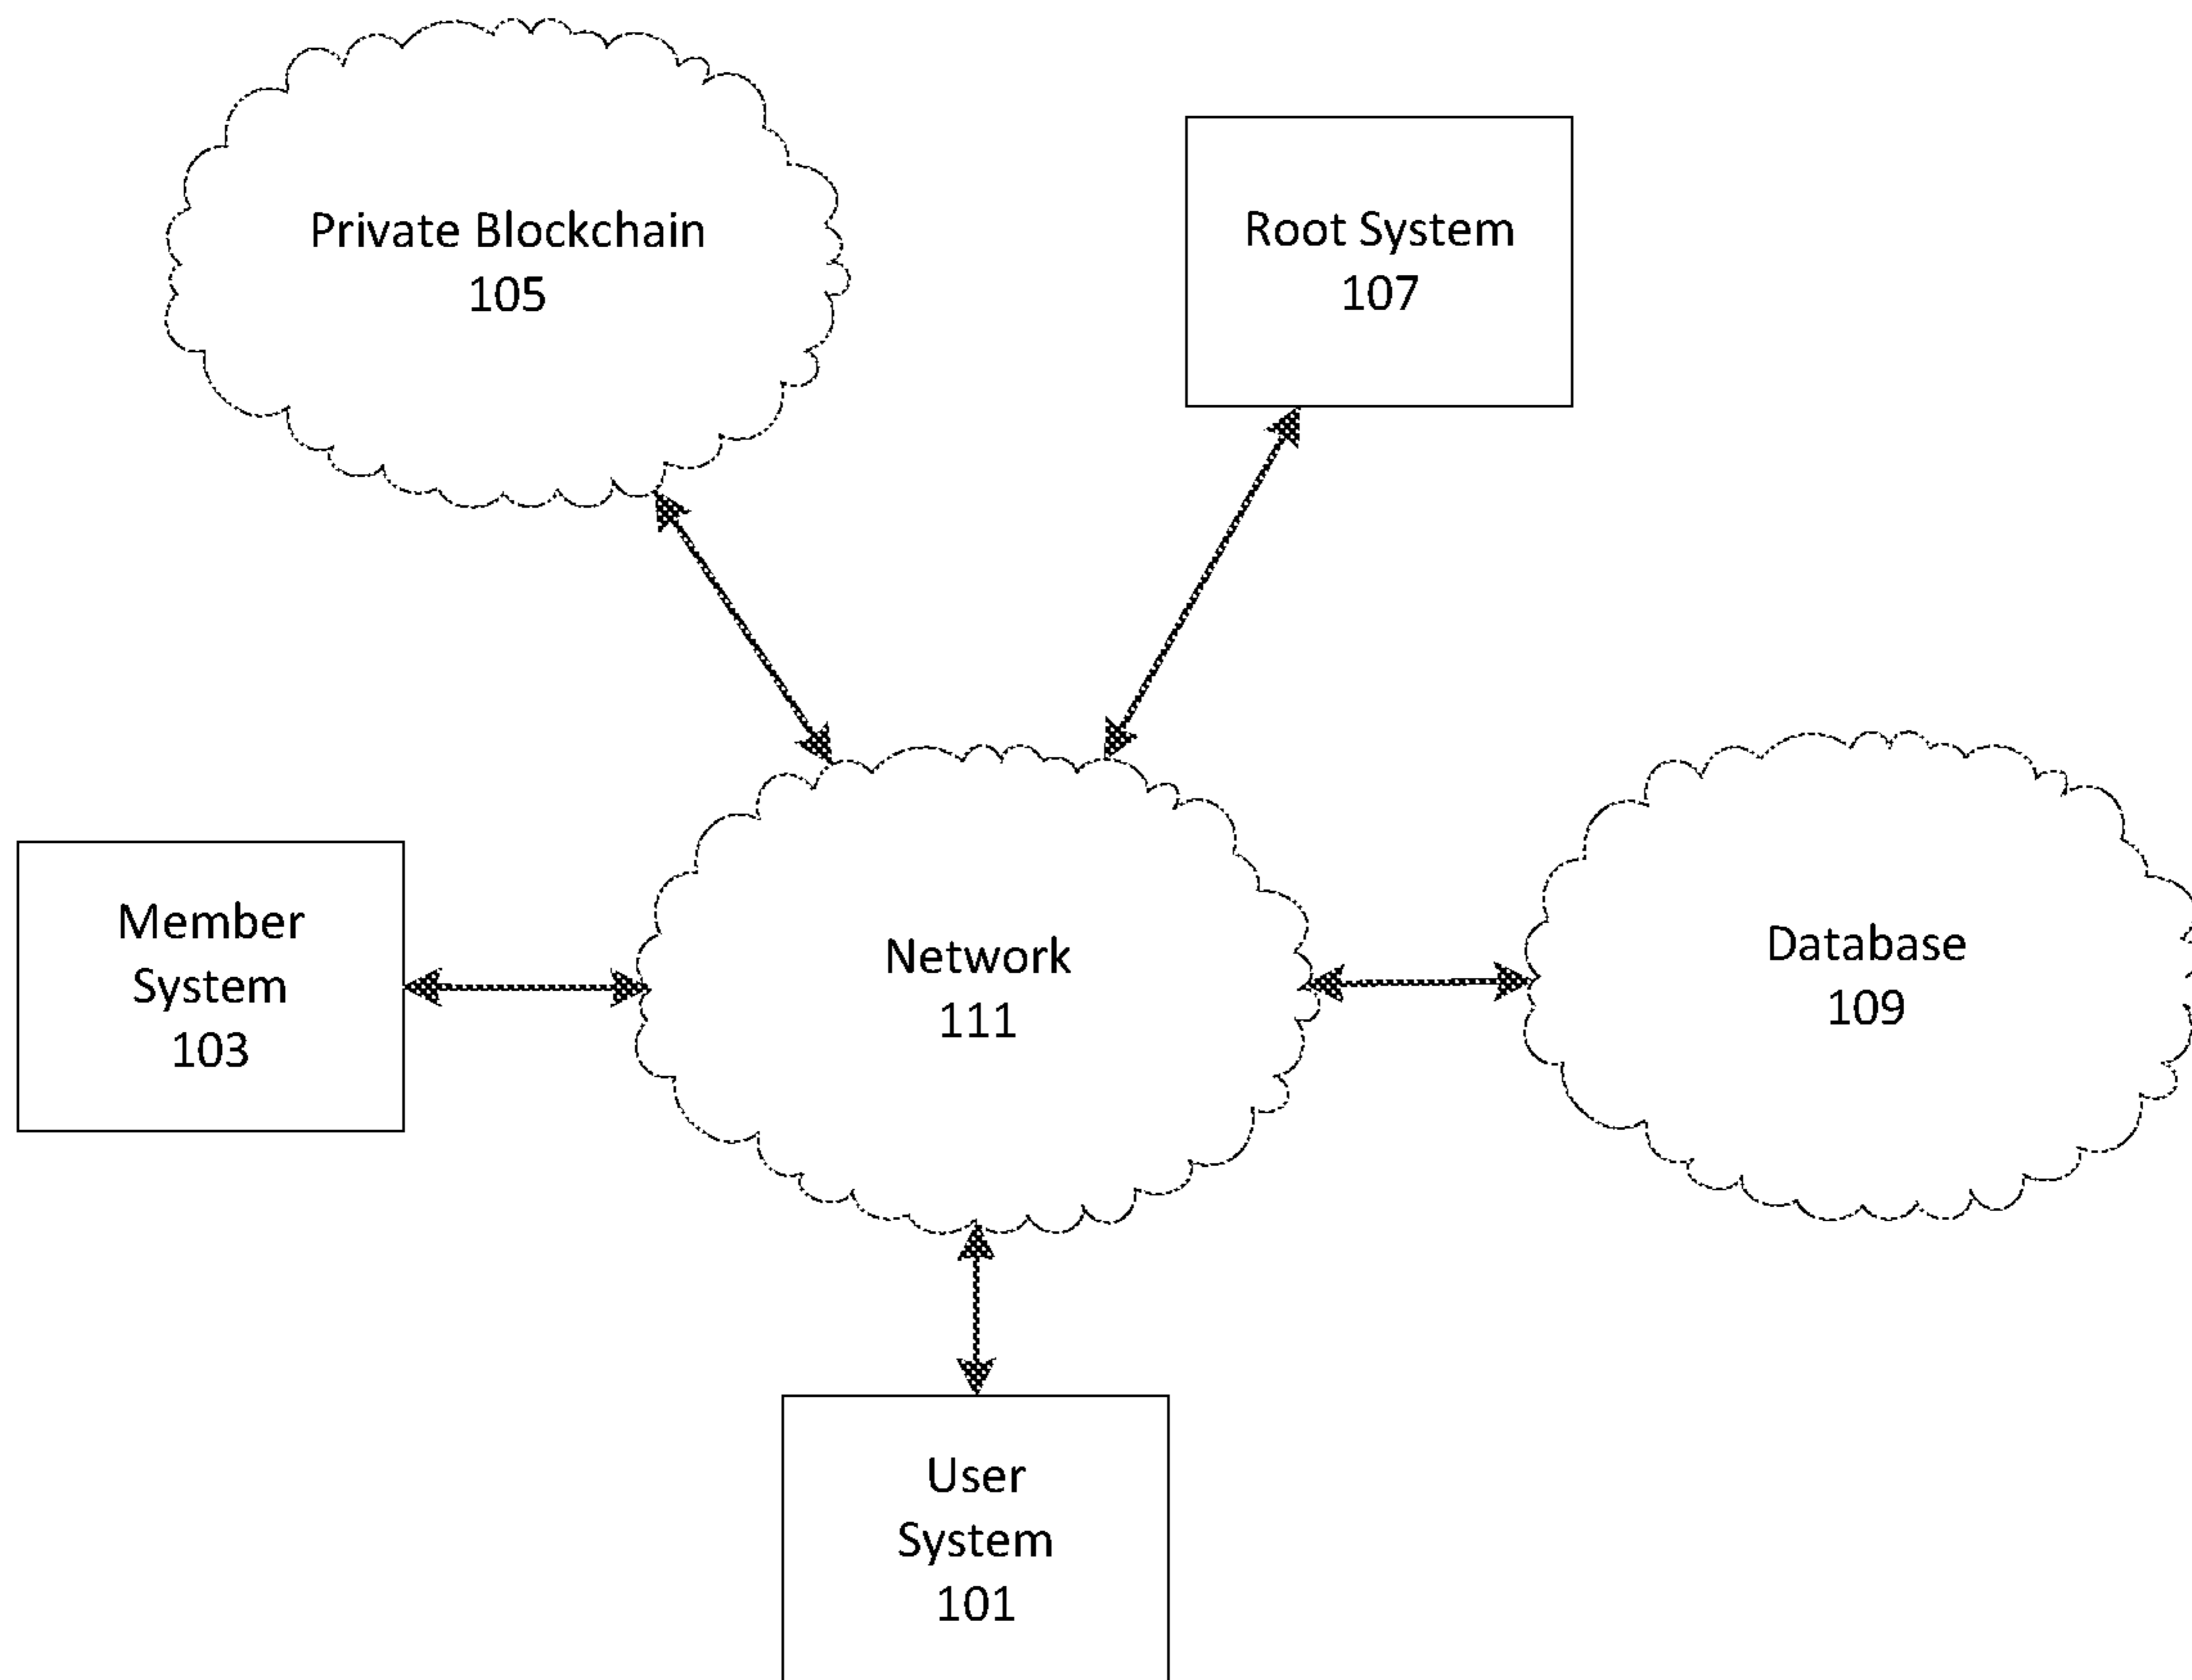 Private Blockchain
105
Root System
107
Member
System
103
Network
111
Database
109
User
System
101